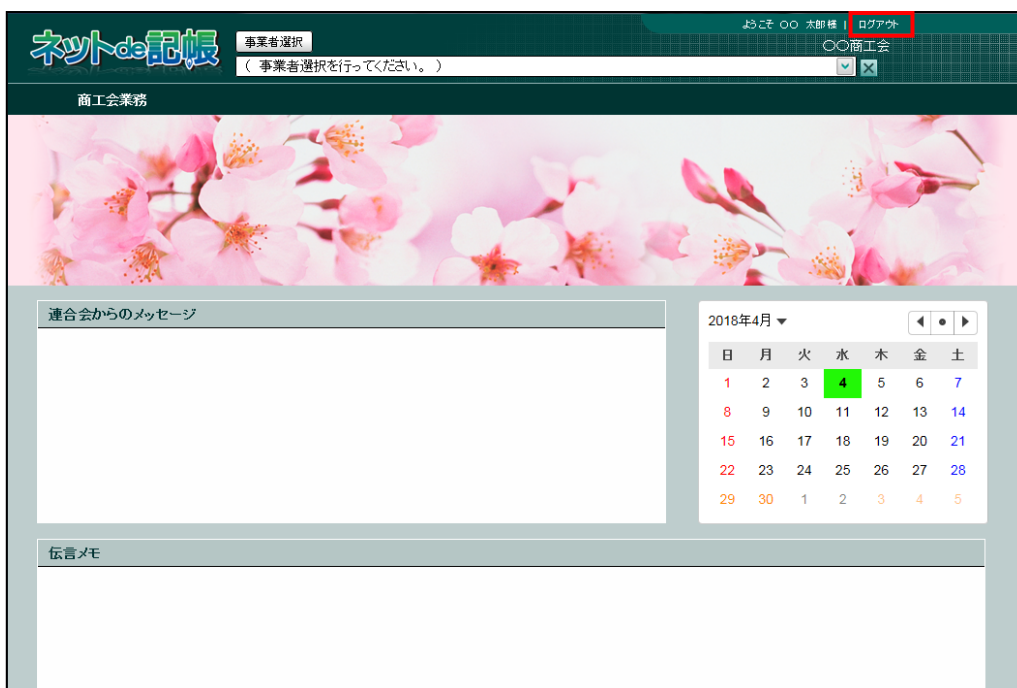 ようこそ 〇〇 太郎 様 | ログアウト
ネットde記帳
事業者選択
〇〇商工会
( 事業者選択を行ってください。 )
商工会業務
連合会からのメッセージ
2018年4月
日 月 火 水 木 金 土
1 2 3 4 5 6 7
8 9 10 11 12 13 14
15 16 17 18 19 20 21
22 23 24 25 26 27 28
29 30 1 2 3 4 5
伝言メモ